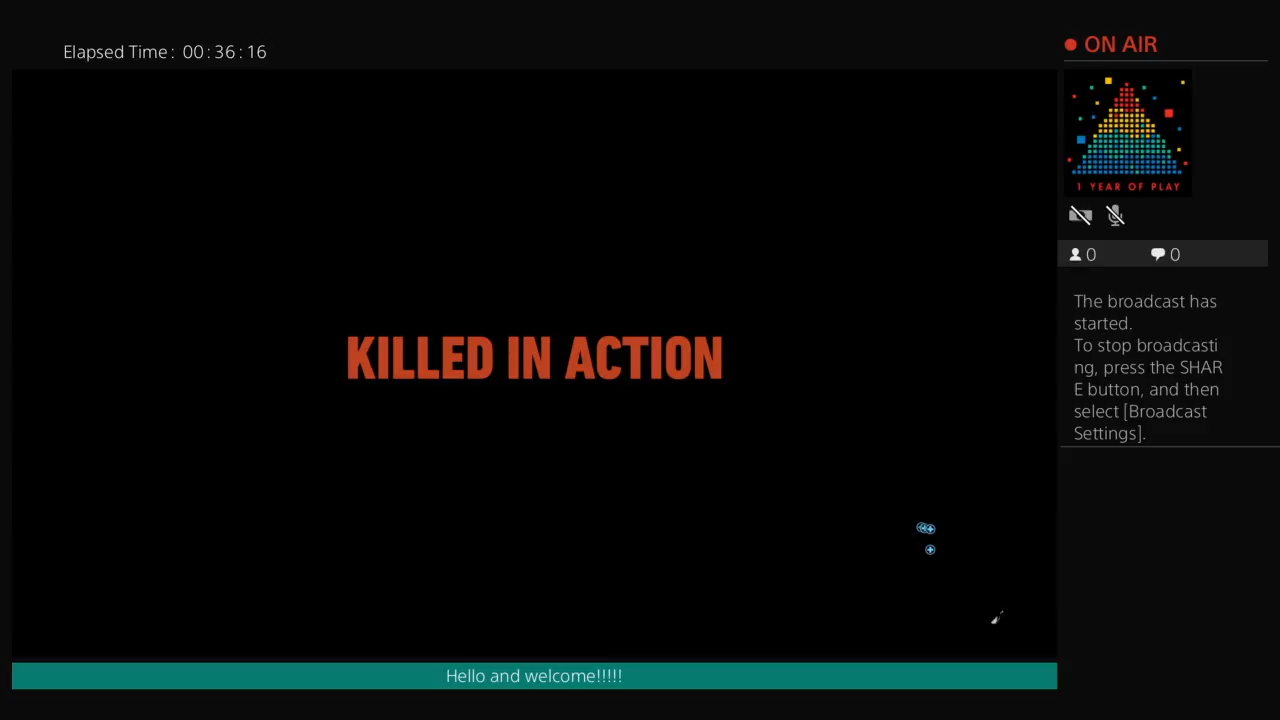 Elapsed Time: 00:36:16
ON AIR
1 YEAR OF PLAY
0 0
The broadcast has
started.
To stop broadcasti
ng, press the SHAR
E button, and then
select [Broadcast
Settings].
KILLED IN ACTION
Hello and welcome!!!!!